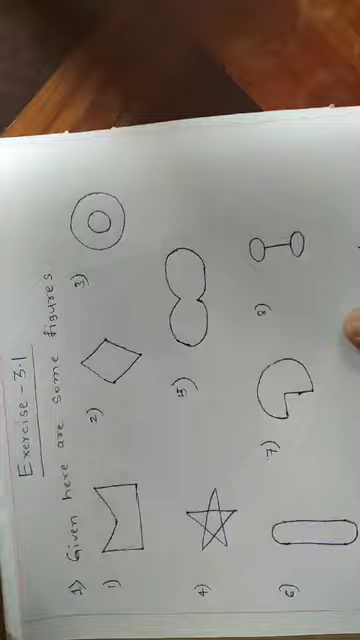 Exercise - 3.1
1) Given here are some figures
1) 2) 3)
4) 5)
6) 7) 8)